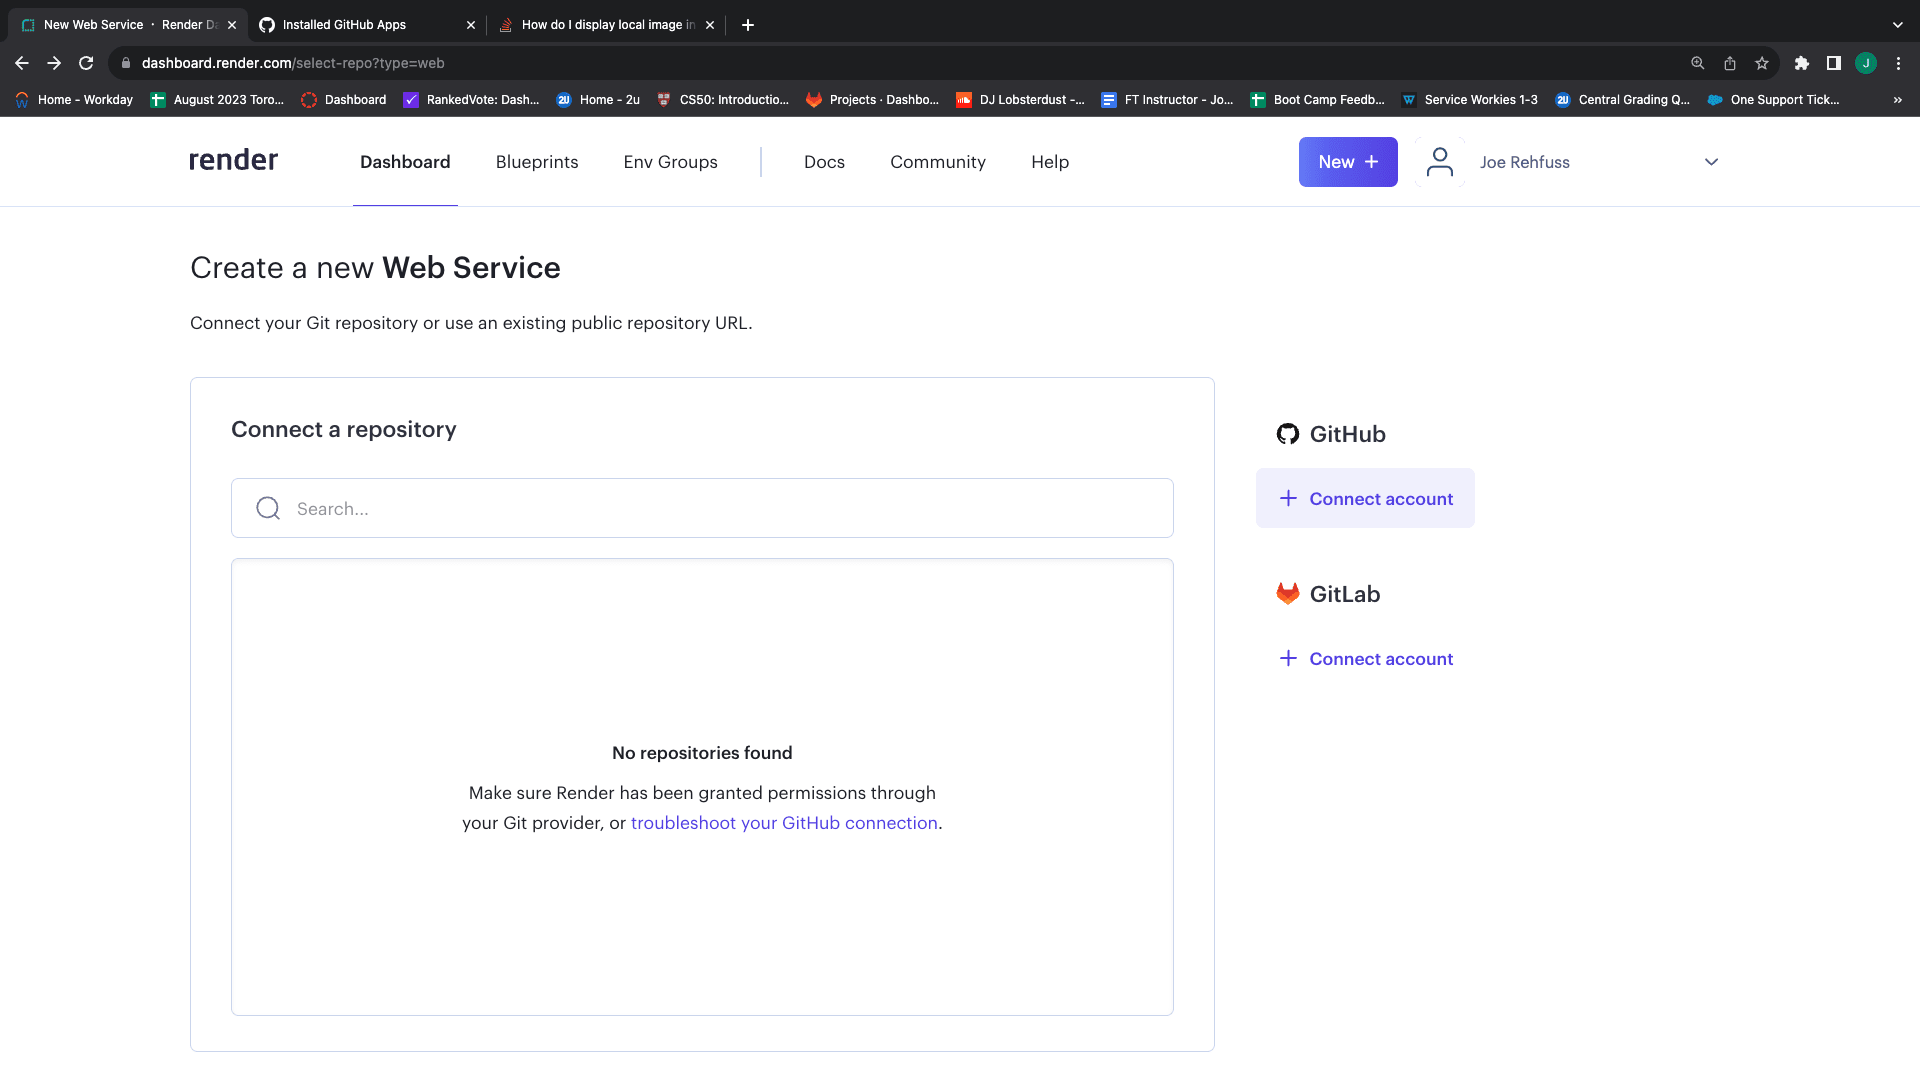 New Web Service · Render Da
Installed GitHub Apps
How do I display local image in
dashboard.render.com/select-repo?type=web
J
Home - Workday
August 2023 Toro...
Dashboard
RankedVote: Dash...
2U Home - 2u
CS50: Introductio...
Projects · Dashbo...
DJ Lobsterdust -...
FT Instructor - Jo...
Boot Camp Feedb...
W Service Workies 1-3
2U Central Grading Q...
One Support Tick...
»
render
Dashboard
Blueprints
Env Groups
Docs
Community
Help
New +
Joe Rehfuss
Create a new Web Service
Connect your Git repository or use an existing public repository URL.
Connect a repository
Search...
No repositories found
Make sure Render has been granted permissions through
your Git provider, or troubleshoot your GitHub connection.
GitHub
+ Connect account
GitLab
+ Connect account